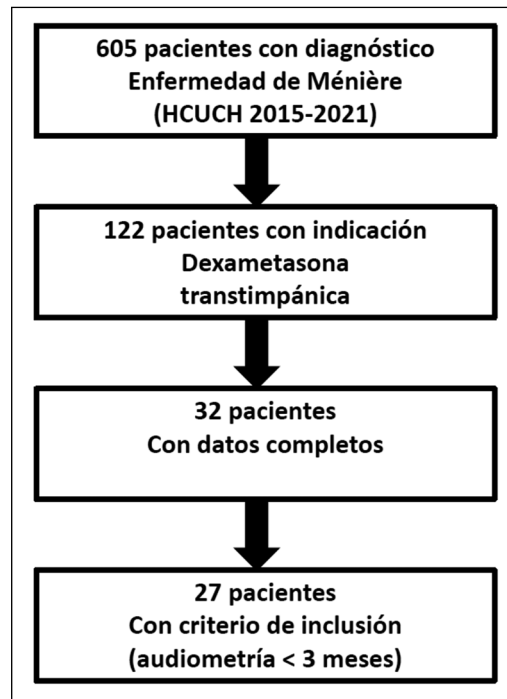 605 pacientes con diagnóstico
Enfermedad de Ménière
(HCUCH 2015-2021)
122 pacientes con indicación
Dexametasona
transtimpánica
32 pacientes
Con datos completos
27 pacientes
Con criterio de inclusión
(audiometría < 3 meses)